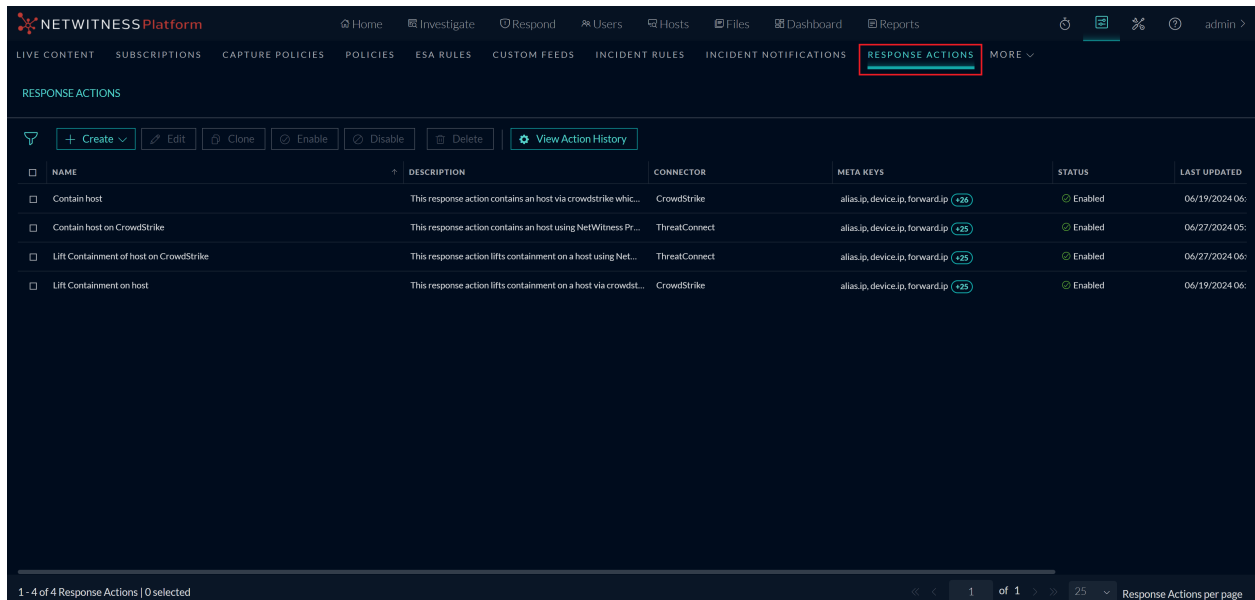 NETWITNESS Platform Home Investigate Respond Users Hosts Files Dashboard Reports admin >
LIVE CONTENT SUBSCRIPTIONS CAPTURE POLICIES POLICIES ESA RULES CUSTOM FEEDS INCIDENT RULES INCIDENT NOTIFICATIONS RESPONSE ACTIONS MORE
RESPONSE ACTIONS
+ Create Edit Clone Enable Disable Delete View Action History
NAME ↑ DESCRIPTION CONNECTOR META KEYS STATUS LAST UPDATED
Contain host This response action contains an host via crowdstrike whic... CrowdStrike alias.ip, device.ip, forward.ip +26 Enabled 06/19/2024 06:
Contain host on CrowdStrike This response action contains an host using NetWitness Pr... ThreatConnect alias.ip, device.ip, forward.ip +25 Enabled 06/27/2024 05:
Lift Containment of host on CrowdStrike This response action lifts containment on a host using Net... ThreatConnect alias.ip, device.ip, forward.ip +25 Enabled 06/27/2024 06:
Lift Containment on host This response action lifts containment on a host via crowdst... CrowdStrike alias.ip, device.ip, forward.ip +25 Enabled 06/19/2024 06:
1 - 4 of 4 Response Actions | 0 selected << < 1 of 1 > >> 25 Response Actions per page